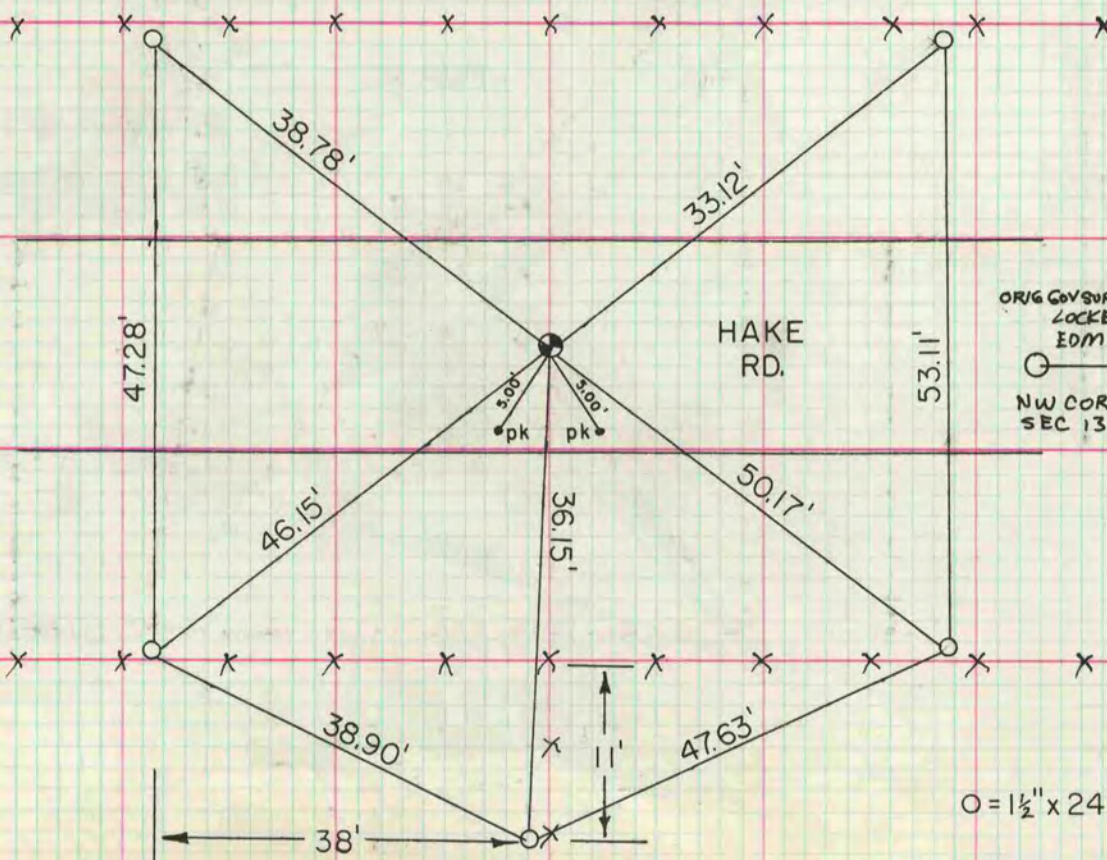 38.78'
33.12'
47.28'
HAKE
RD.
53.11'
ORIG GOV SUR
LOCKE
EDM
NW COR
SEC 13
5.00'
5.00'
pk
pk
46.15'
36.15'
50.17'
38.90'
11'
47.63'
38'
O = 1½" x 24